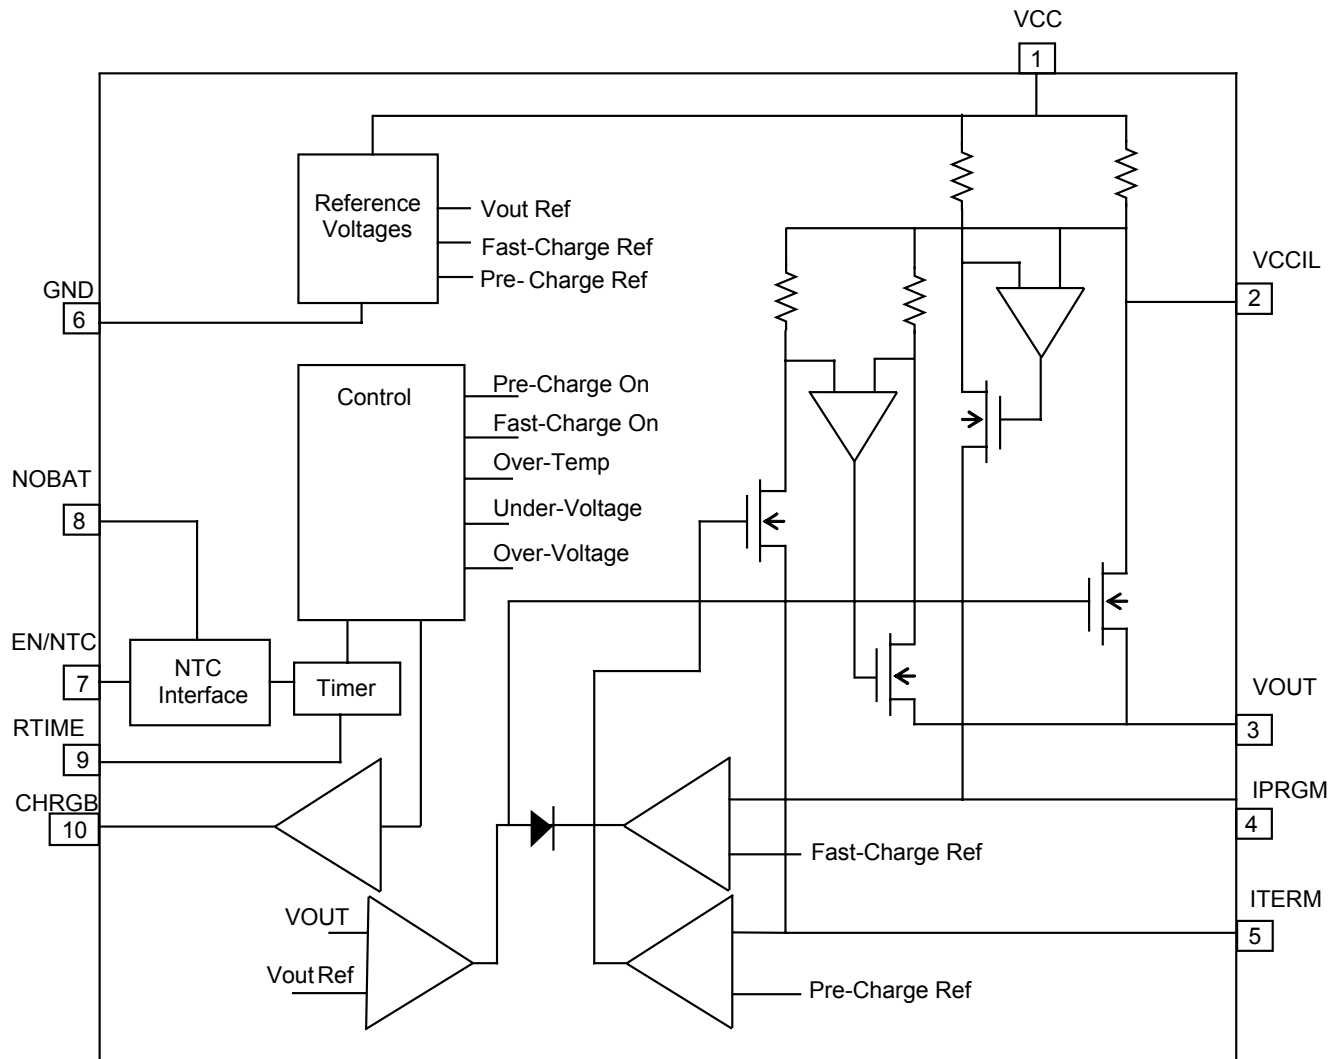 VCC
1
Reference
Voltages
Vout Ref
Fast-Charge Ref
Pre-Charge Ref
GND
6
VCCIL
2
Control
Pre-Charge On
Fast-Charge On
Over-Temp
Under-Voltage
Over-Voltage
NOBAT
8
EN/NTC
7
NTC
Interface
Timer
RTIME
9
CHRGB
10
VOUT
3
IPRGM
4
Fast-Charge Ref
ITERM
5
VOUT
Vout Ref
Pre-Charge Ref